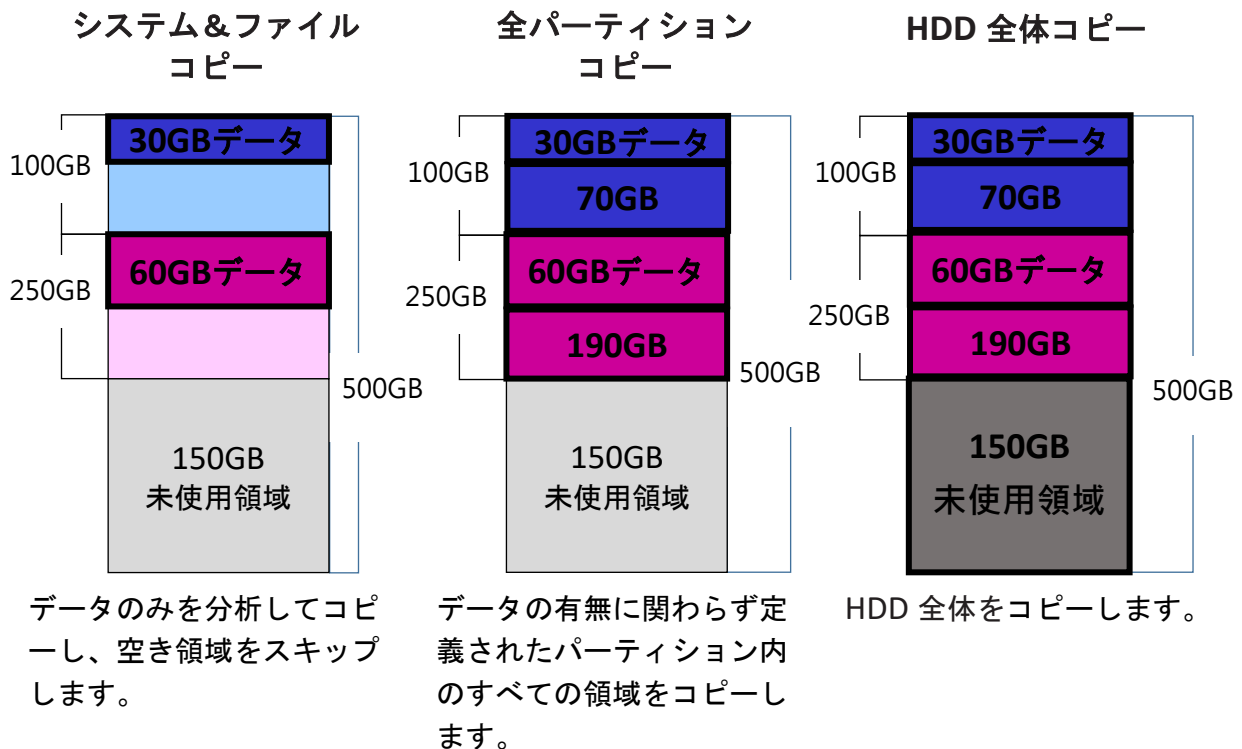 システム＆ファイル
コピー
100GB
250GB
30GBデータ
60GBデータ
150GB
未使用領域
500GB
データのみを分析してコピ
ーし、空き領域をスキップ
します。
全パーティション
コピー
100GB
250GB
30GBデータ
70GB
60GBデータ
190GB
150GB
未使用領域
500GB
データの有無に関わらず定
義されたパーティション内
のすべての領域をコピーし
ます。
HDD 全体コピー
100GB
250GB
30GBデータ
70GB
60GBデータ
190GB
150GB
未使用領域
500GB
HDD 全体をコピーします。